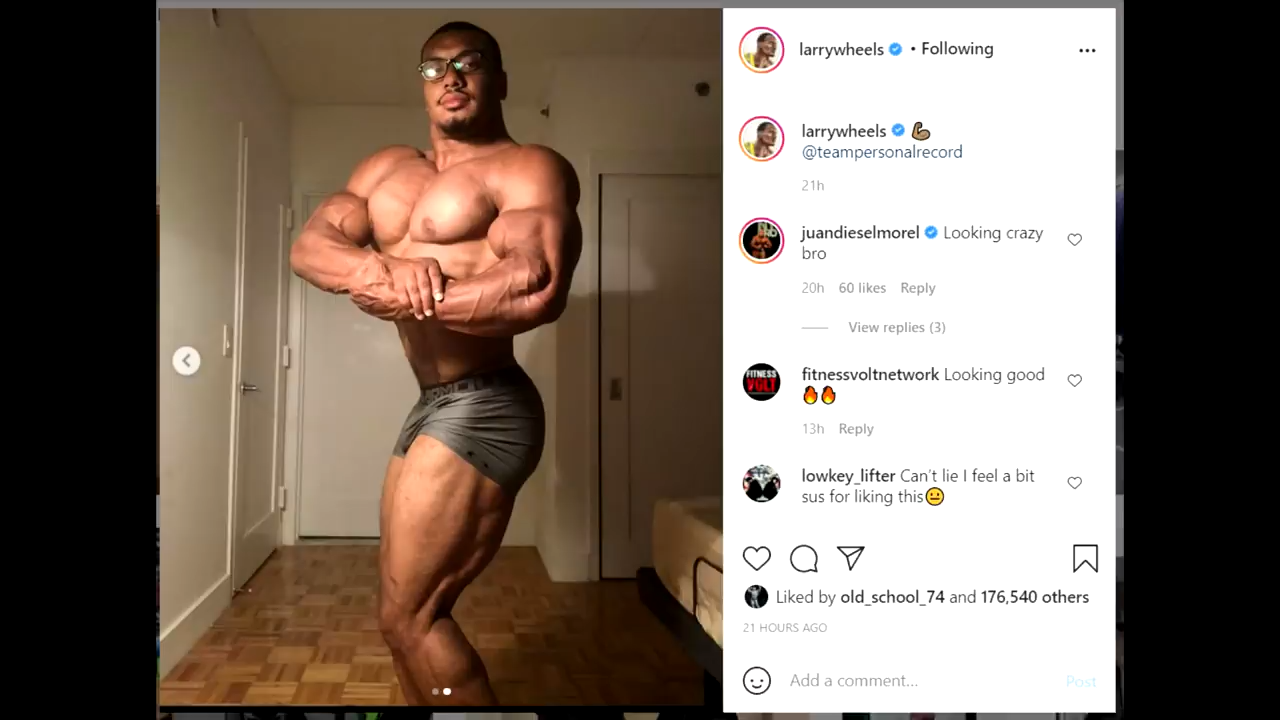 larrywheels • Following
larrywheels 💪🏽
@teampersonalrecord
21h
juandieselmorel Looking crazy
bro
20h 60 likes Reply
View replies (3)
FITNESS
VOLT
fitnessvoltnetwork Looking good
🔥🔥
13h Reply
lowkey_lifter Can't lie I feel a bit
sus for liking this😐
Liked by old_school_74 and 176,540 others
21 HOURS AGO
Add a comment...
Post